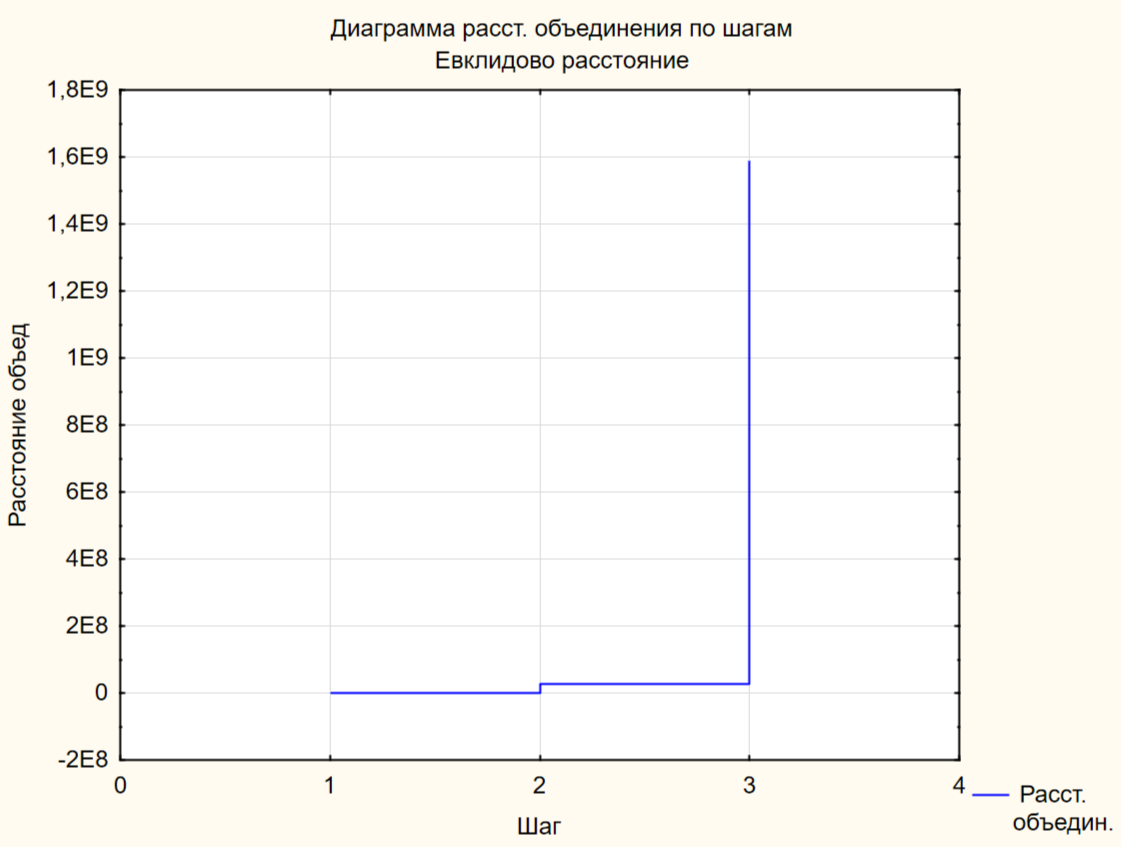 Диаграмма расст. объединения по шагам
Евклидово расстояние
1,8E9
1,6E9
1,4E9
1,2E9
1E9
8E8
6E8
4E8
2E8
0
-2E8
Расстояние объед
0 1 2 3 4
Шаг
Расст.
объедин.